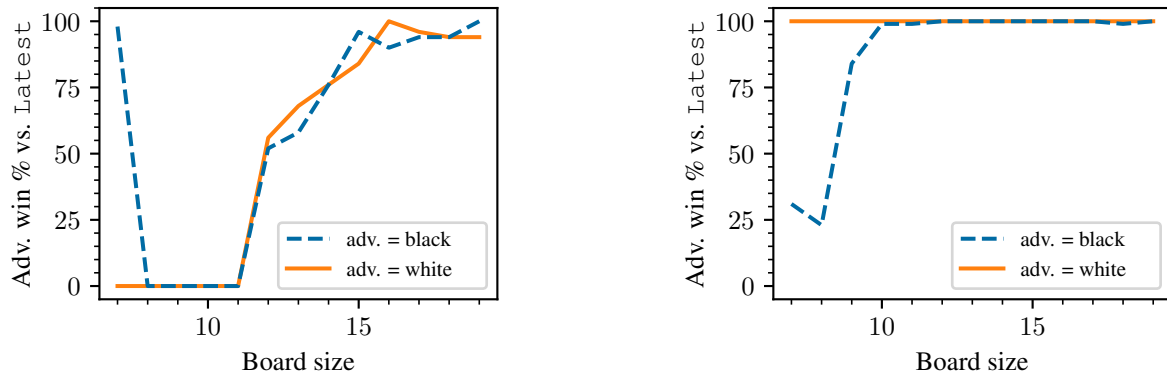 Adv. win % vs. Latest
100
75
50
25
0
10
15
Board size
adv. = black
adv. = white
Adv. win % vs. Latest
100
75
50
25
0
10
15
Board size
adv. = black
adv. = white